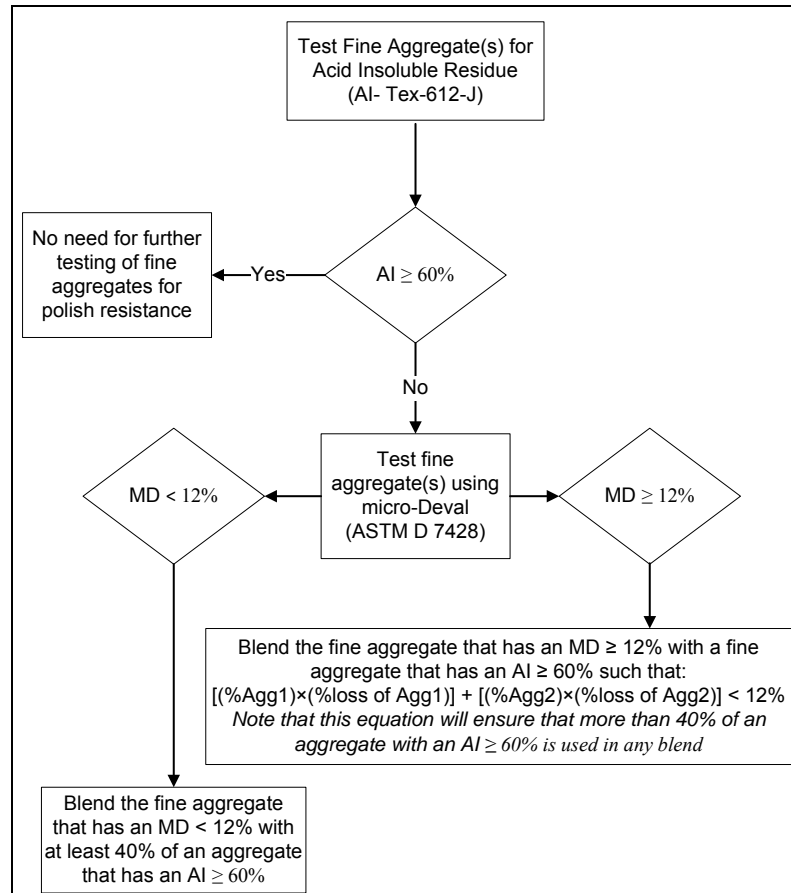 Test Fine Aggregate(s) for
Acid Insoluble Residue
(AI- Tex-612-J)
No need for further
testing of fine
aggregates for
polish resistance
Yes
AI ≥ 60%
No
MD < 12%
Test fine
aggregate(s) using
micro-Deval
(ASTM D 7428)
MD ≥ 12%
Blend the fine aggregate that has an MD ≥ 12% with a fine
aggregate that has an AI ≥ 60% such that:
[(%Agg1)×(%loss of Agg1)] + [(%Agg2)×(%loss of Agg2)] < 12%
Note that this equation will ensure that more than 40% of an
aggregate with an AI ≥ 60% is used in any blend
Blend the fine aggregate
that has an MD < 12% with
at least 40% of an aggregate
that has an AI ≥ 60%